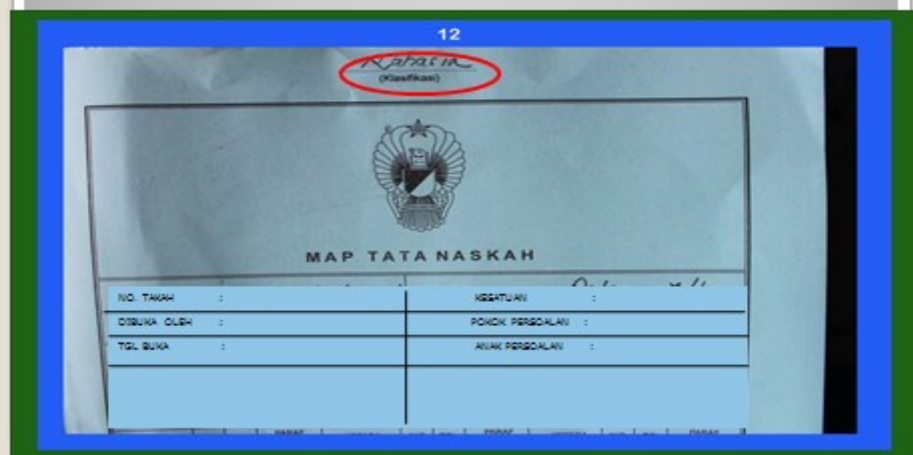 12
Rahasia
(Klasifikasi)
MAP TATA NASKAH
NO. TAKAH : KESATUAN :
DIBUKA OLEH : POKOK PERSOALAN :
TGL BUKA : ANAK PERSOALAN :